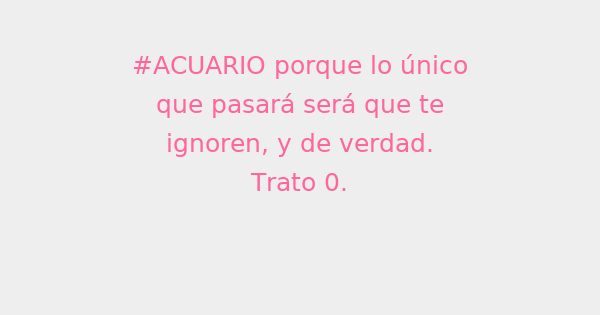 #ACUARIO porque lo único
que pasará será que te
ignoren, y de verdad.
Trato 0.